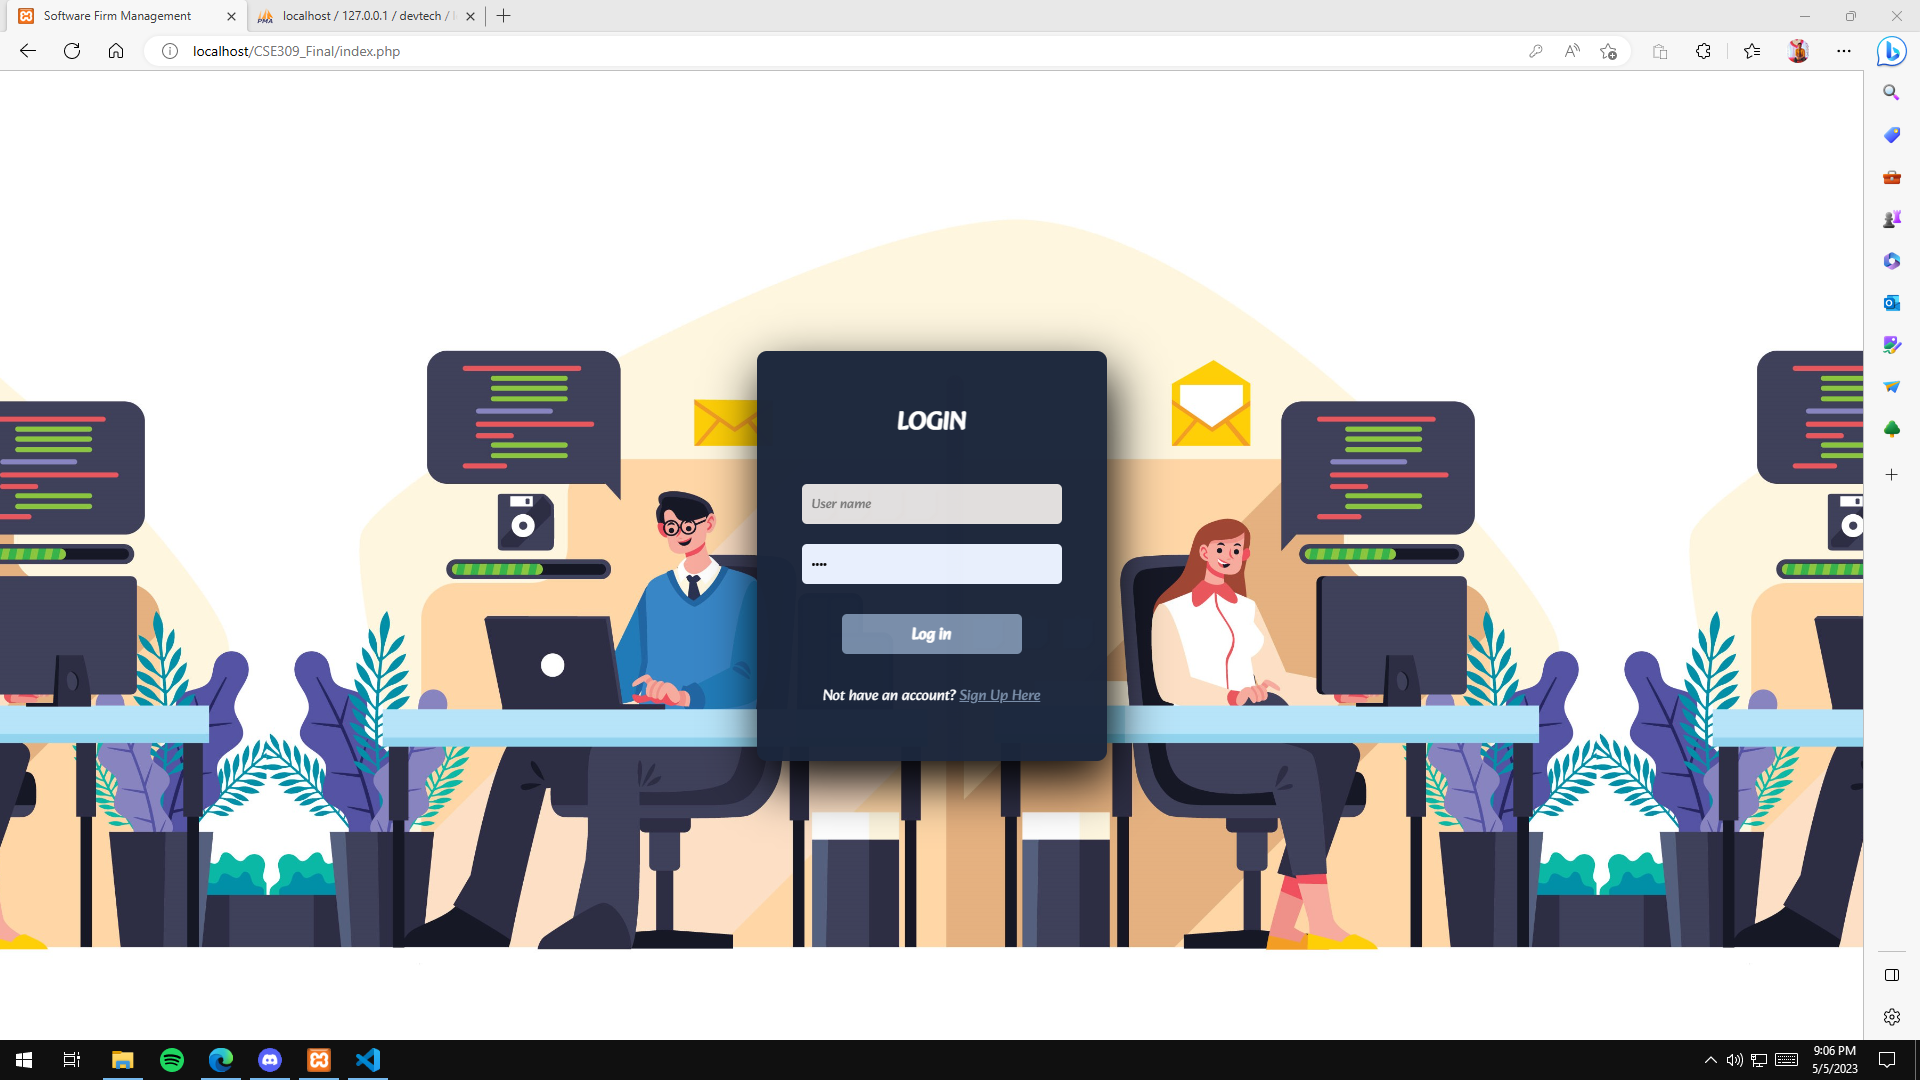 Software Firm Management
localhost / 127.0.0.1 / devtech /
localhost/CSE309_Final/index.php
LOGIN
User name
••••
Log in
Not have an account? Sign Up Here
9:06 PM
5/5/2023